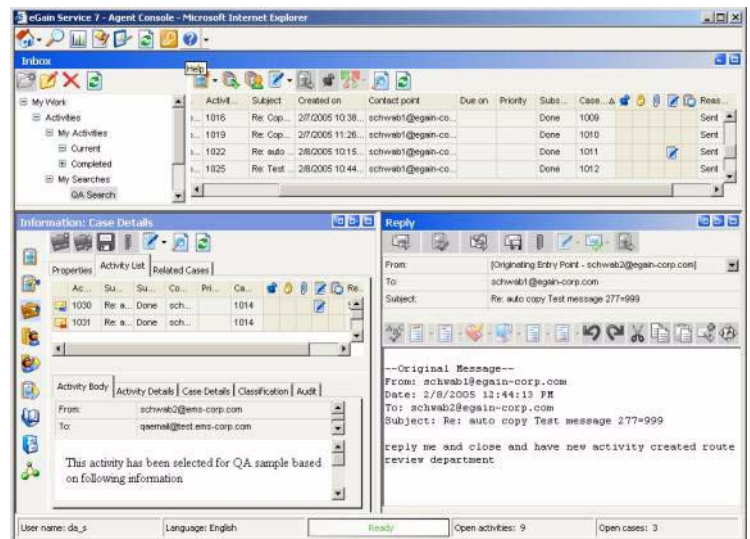 eGain Service 7 - Agent Console - Microsoft Internet Explorer
Inbox
Help
My Work
Activities
My Activities
Current
Completed
My Searches
QA Search
Activit... Subject Created on Contact point Due on Priority Subs... Case... Reas...
1016 Re: Cop... 2/7/2005 10:38... schwab1@egain-co... Done 1009 Sent
1019 Re: Cop... 2/7/2005 11:26... schwab1@egain-co... Done 1010 Sent
1022 Re: auto ... 2/8/2005 10:15... schwab1@egain-co... Done 1011 Sent
1025 Re: Test ... 2/8/2005 10:44... schwab1@egain-co... Done 1012 Sent
Information: Case Details
Properties Activity List Related Cases
Ac... Su... Su... Co... Pri... Ca... Re...
1030 Re: a... Done sch... 1014
1031 Re: a... Done sch... 1014
Activity Body Activity Details Case Details Classification Audit
From: schwab2@ems-corp.com
To: qaemail@test.ems-corp.com
This activity has been selected for QA sample based
on following information
Reply
From: [Originating Entry Point - schwab2@egain-corp.com]
To: schwab1@egain-corp.com
Subject: Re: auto copy Test message 277=999
--Original Message--
From: schwab1@egain-corp.com
Date: 2/8/2005 12:44:13 PM
To: schwab2@egain-corp.com
Subject: Re: auto copy Test message 277=999
reply me and close and have new activity created route
review department
User name: da_s Language: English Ready Open activities: 9 Open cases: 3